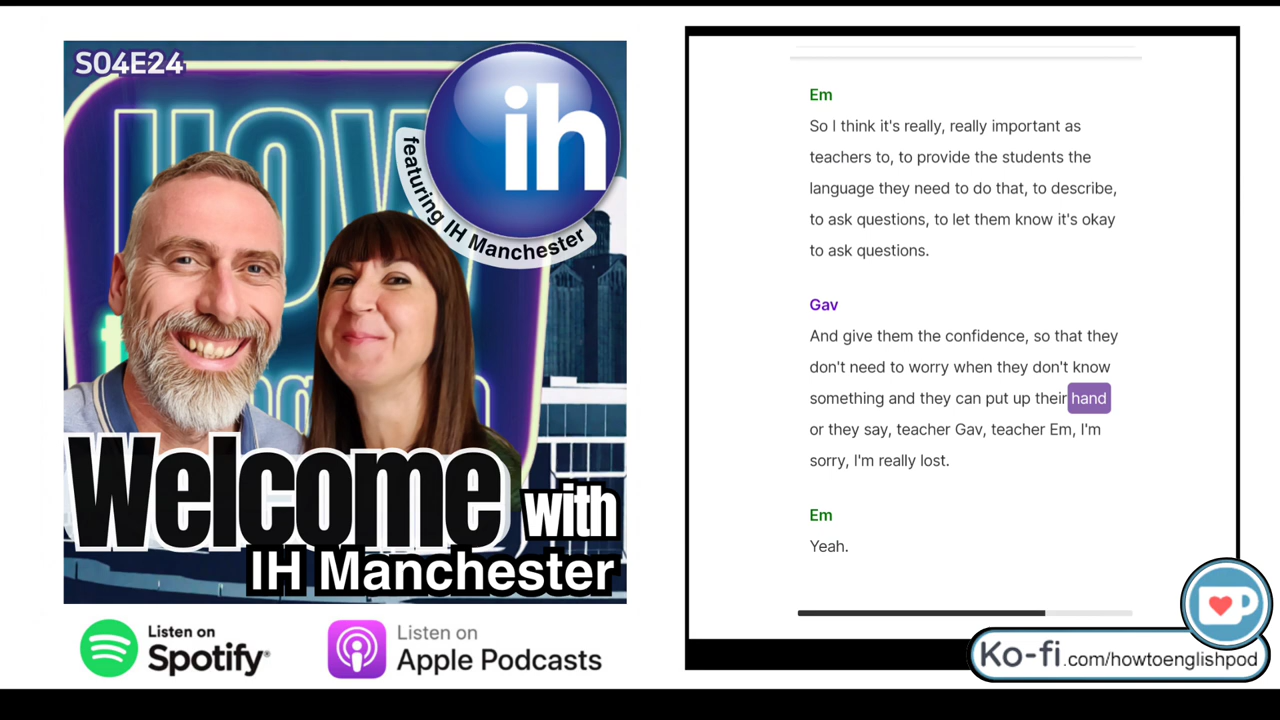 S04E24
HOW
ih
featuring IH Manchester
Welcome with
IH Manchester
Listen on
Spotify®
Listen on
Apple Podcasts
Em
So I think it's really, really important as
teachers to, to provide the students the
language they need to do that, to describe,
to ask questions, to let them know it's okay
to ask questions.
Gav
And give them the confidence, so that they
don't need to worry when they don't know
something and they can put up their hand
or they say, teacher Gav, teacher Em, I'm
sorry, I'm really lost.
Em
Yeah.
Ko-fi.com/howtoenglishpod